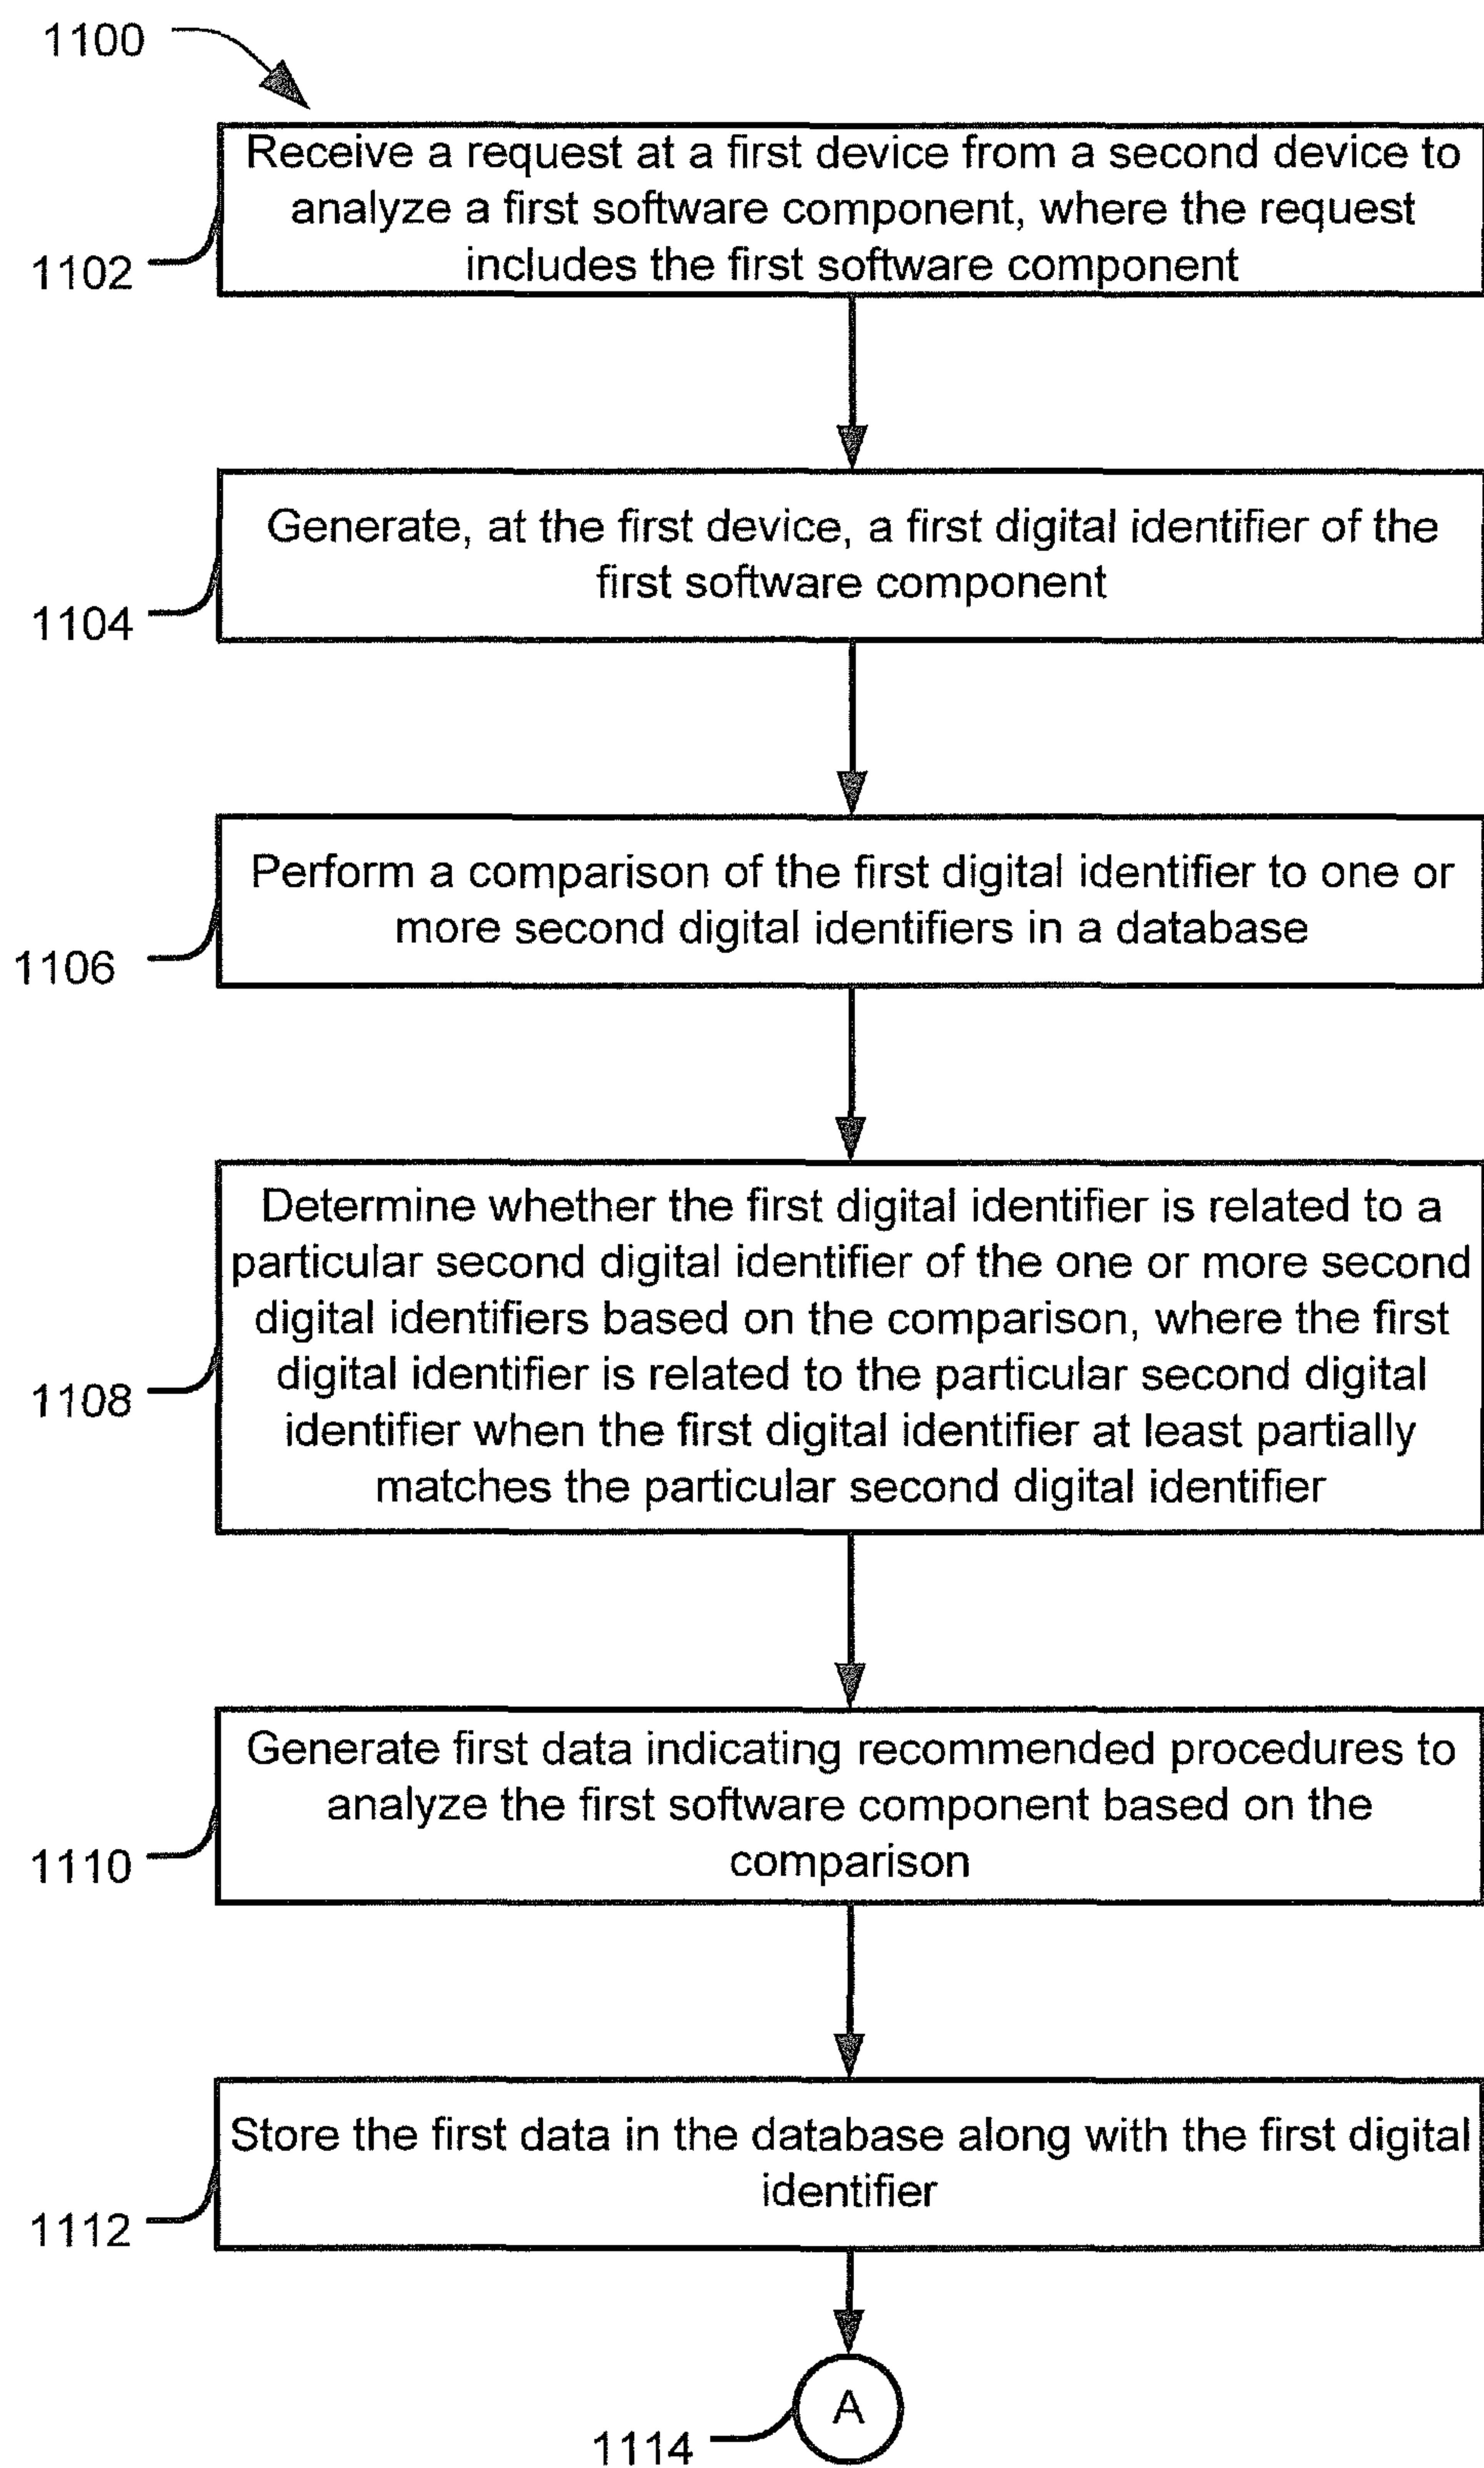 1100
Receive a request at a first device from a second device to
analyze a first software component, where the request
includes the first software component
1102
Generate, at the first device, a first digital identifier of the
first software component
1104
Perform a comparison of the first digital identifier to one or
more second digital identifiers in a database
1106
Determine whether the first digital identifier is related to a
particular second digital identifier of the one or more second
digital identifiers based on the comparison, where the first
digital identifier is related to the particular second digital
identifier when the first digital identifier at least partially
matches the particular second digital identifier
1108
Generate first data indicating recommended procedures to
analyze the first software component based on the
comparison
1110
Store the first data in the database along with the first digital
identifier
1112
A
1114